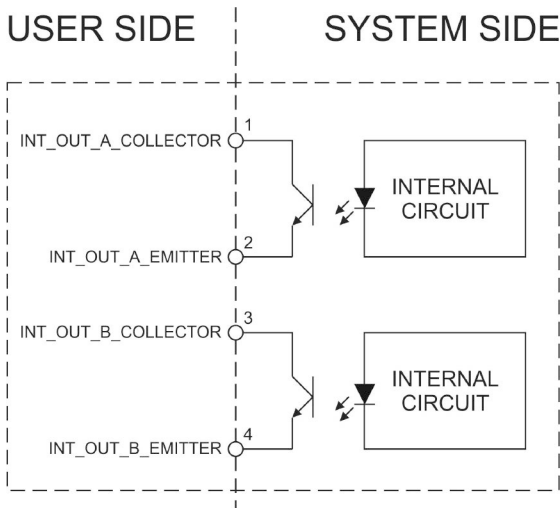 USER SIDE
SYSTEM SIDE
1
INT_OUT_A_COLLECTOR
INTERNAL
CIRCUIT
2
INT_OUT_A_EMITTER
3
INT_OUT_B_COLLECTOR
INTERNAL
CIRCUIT
4
INT_OUT_B_EMITTER